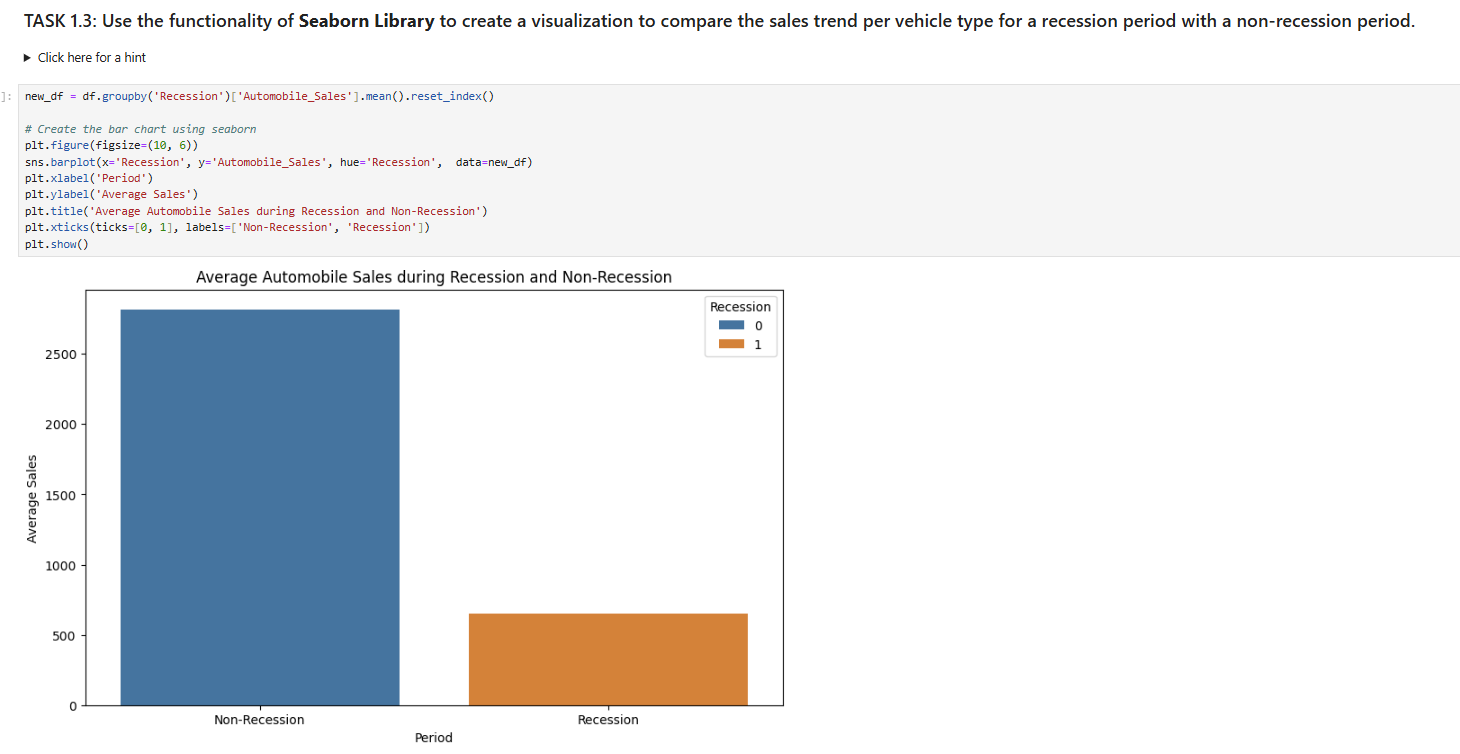 TASK 1.3: Use the functionality of Seaborn Library to create a visualization to compare the sales trend per vehicle type for a recession period with a non-recession period.
▶ Click here for a hint
]:
new_df = df.groupby('Recession')['Automobile_Sales'].mean().reset_index()
# Create the bar chart using seaborn
plt.figure(figsize=(10, 6))
sns.barplot(x='Recession', y='Automobile_Sales', hue='Recession',  data=new_df)
plt.xlabel('Period')
plt.ylabel('Average Sales')
plt.title('Average Automobile Sales during Recession and Non-Recession')
plt.xticks(ticks=[0, 1], labels=['Non-Recession', 'Recession'])
plt.show()
Average Automobile Sales during Recession and Non-Recession
Recession
0
1
2500
2000
1500
1000
500
0
Average Sales
Non-Recession
Recession
Period